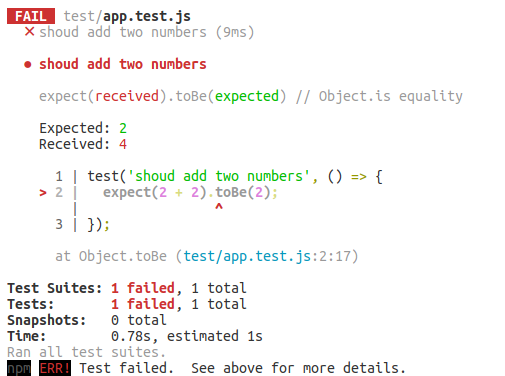 FAIL test/app.test.js
✕ shoud add two numbers (9ms)
● shoud add two numbers
expect(received).toBe(expected) // Object.is equality
Expected: 2
Received: 4
1 | test('shoud add two numbers', () => {
> 2 |   expect(2 + 2).toBe(2);
|                 ^
3 | });
at Object.toBe (test/app.test.js:2:17)
Test Suites: 1 failed, 1 total
Tests:       1 failed, 1 total
Snapshots:   0 total
Time:        0.78s, estimated 1s
Ran all test suites.
npm ERR! Test failed.  See above for more details.